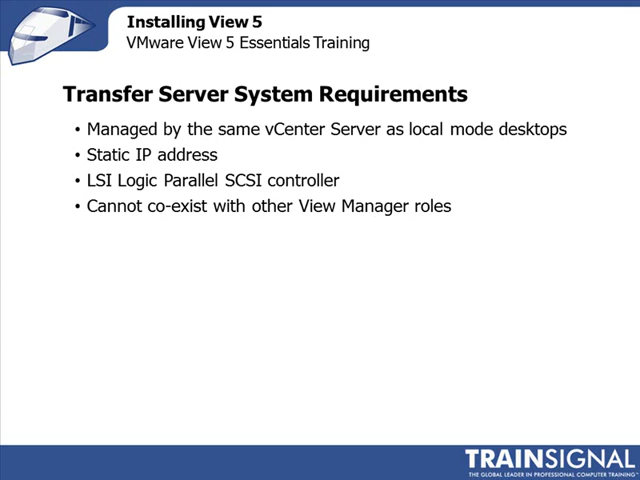 Installing View 5
VMware View 5 Essentials Training
Transfer Server System Requirements
• Managed by the same vCenter Server as local mode desktops
• Static IP address
• LSI Logic Parallel SCSI controller
• Cannot co-exist with other View Manager roles
TRAINSIGNAL
THE GLOBAL LEADER IN PROFESSIONAL COMPUTER TRAINING